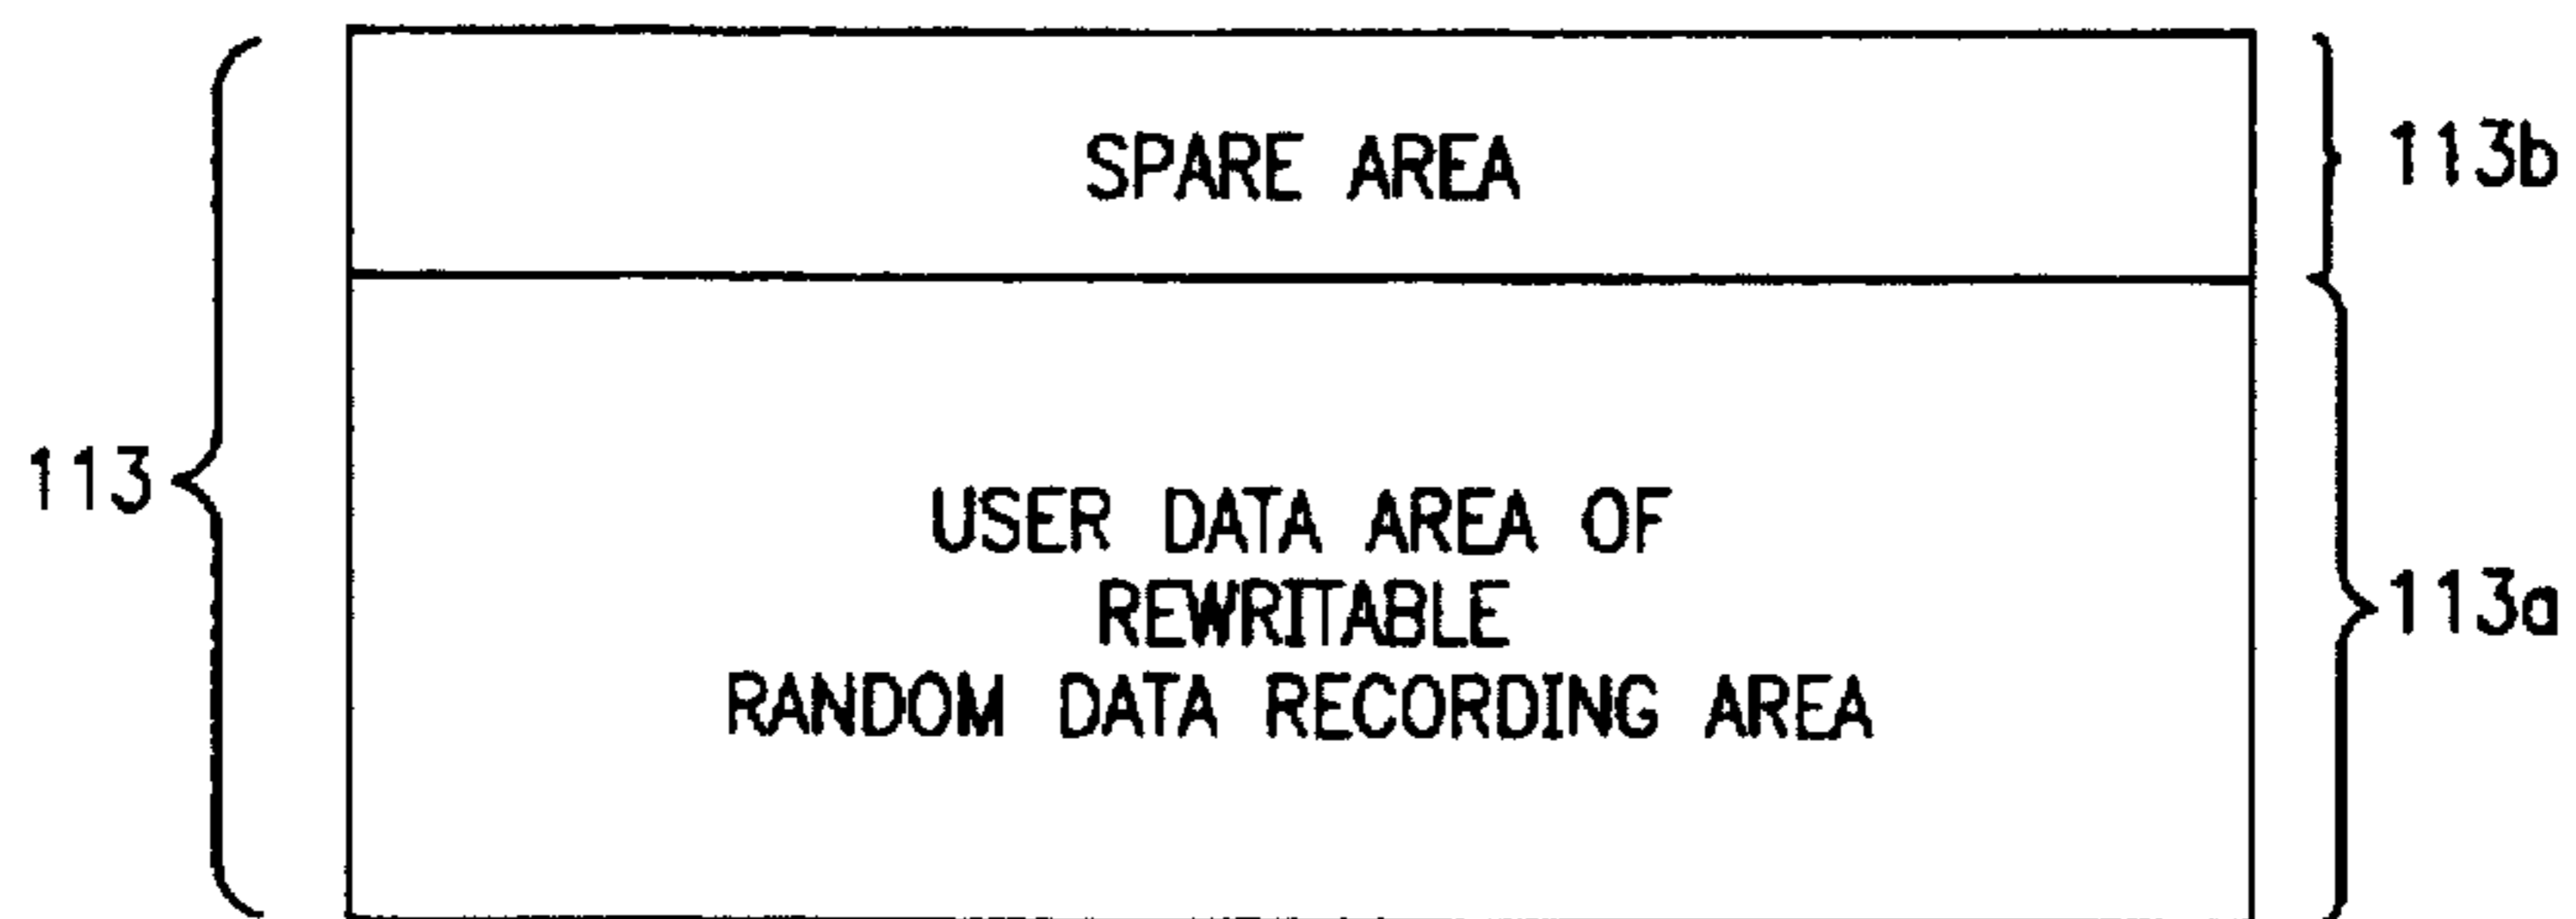 SPARE AREA
113b
113
USER DATA AREA OF
REWRITABLE
RANDOM DATA RECORDING AREA
113a